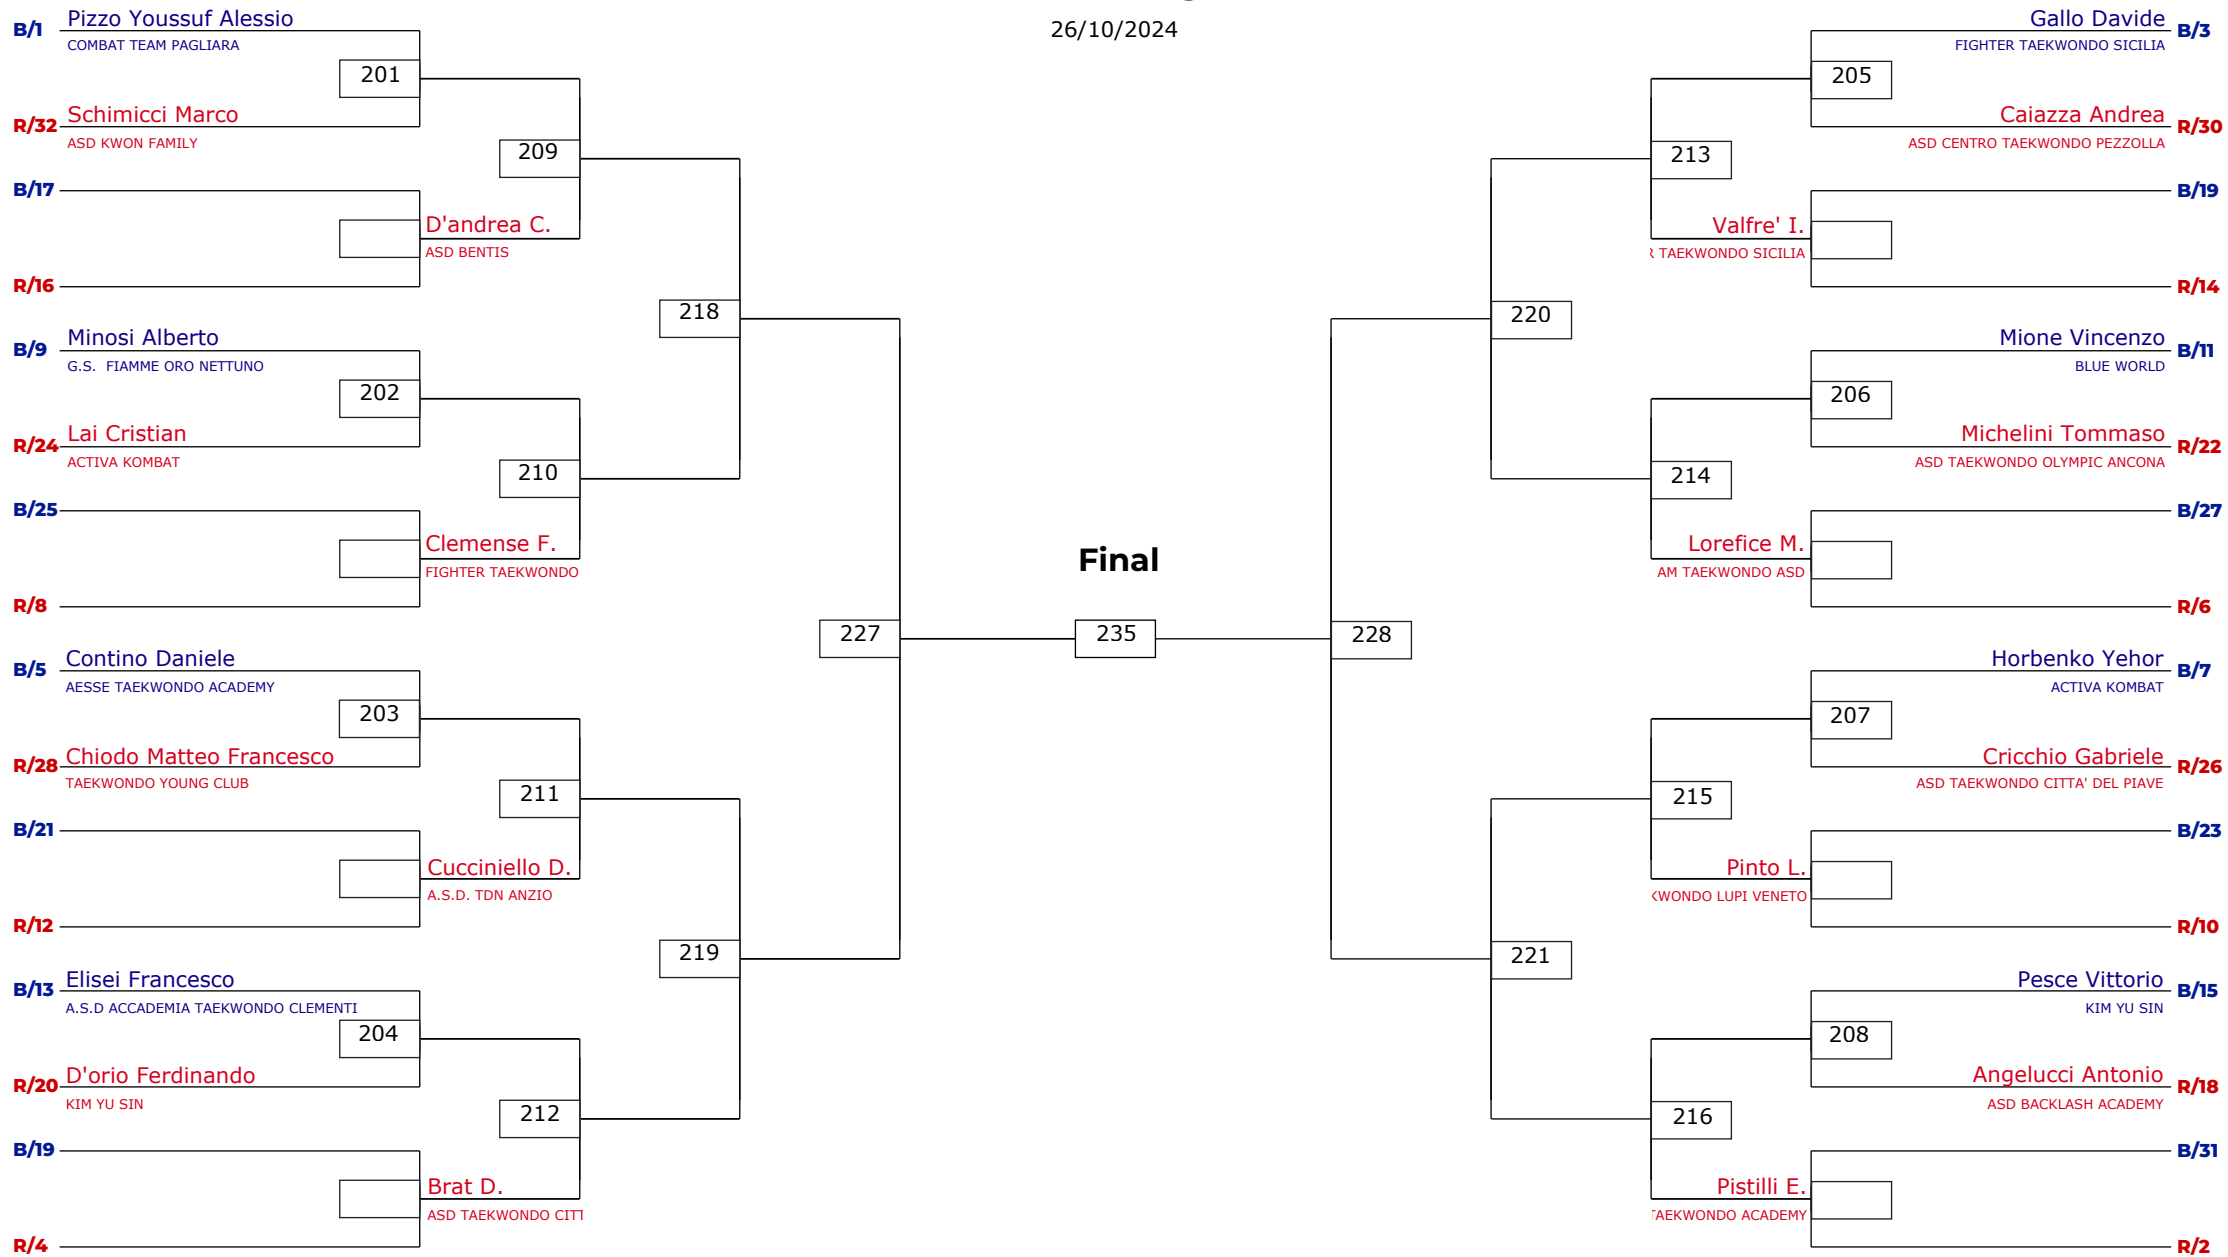 26/10/2024
B/1 Pizzo Youssuf Alessio
COMBAT TEAM PAGLIARA
201
R/32 Schimicci Marco
ASD KWON FAMILY
209
B/17
D'andrea C.
ASD BENTIS
R/16
218
B/9 Minosi Alberto
G.S. FIAMME ORO NETTUNO
202
R/24 Lai Cristian
ACTIVA KOMBAT
210
B/25
Clemense F.
FIGHTER TAEKWONDO
R/8
227
B/5 Contino Daniele
AESSE TAEKWONDO ACADEMY
203
R/28 Chiodo Matteo Francesco
TAEKWONDO YOUNG CLUB
211
B/21
Cucciniello D.
A.S.D. TDN ANZIO
R/12
219
B/13 Elisei Francesco
A.S.D ACCADEMIA TAEKWONDO CLEMENTI
204
R/20 D'orio Ferdinando
KIM YU SIN
212
B/19
Brat D.
ASD TAEKWONDO CITT
R/4
Final
235
Gallo Davide B/3
FIGHTER TAEKWONDO SICILIA
205
Caiazza Andrea R/30
ASD CENTRO TAEKWONDO PEZZOLLA
213
B/19
Valfre' I.
TAEKWONDO SICILIA
R/14
220
Mione Vincenzo B/11
BLUE WORLD
206
Michelini Tommaso R/22
ASD TAEKWONDO OLYMPIC ANCONA
214
B/27
Lorefice M.
AM TAEKWONDO ASD
R/6
228
Horbenko Yehor B/7
ACTIVA KOMBAT
207
Cricchio Gabriele R/26
ASD TAEKWONDO CITTA' DEL PIAVE
215
B/23
Pinto L.
KWONDO LUPI VENETO
R/10
221
Pesce Vittorio B/15
KIM YU SIN
208
Angelucci Antonio R/18
ASD BACKLASH ACADEMY
216
B/31
Pistilli E.
TAEKWONDO ACADEMY
R/2